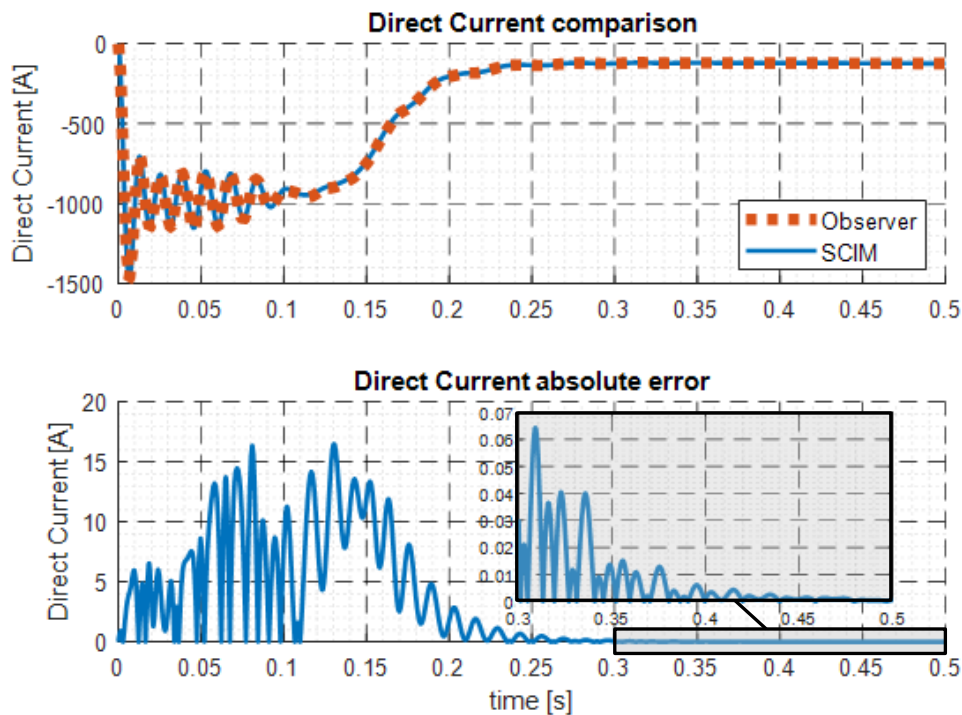 Direct Current comparison
Direct Current [A]
0
-500
-1000
-1500
Observer
SCIM
0 0.05 0.1 0.15 0.2 0.25 0.3 0.35 0.4 0.45 0.5
Direct Current absolute error
Direct Current [A]
20
15
10
5
0
0.07
0.06
0.05
0.04
0.03
0.02
0.01
0
0.3 0.35 0.4 0.45 0.5
0 0.05 0.1 0.15 0.2 0.25 0.3 0.35 0.4 0.45 0.5
time [s]